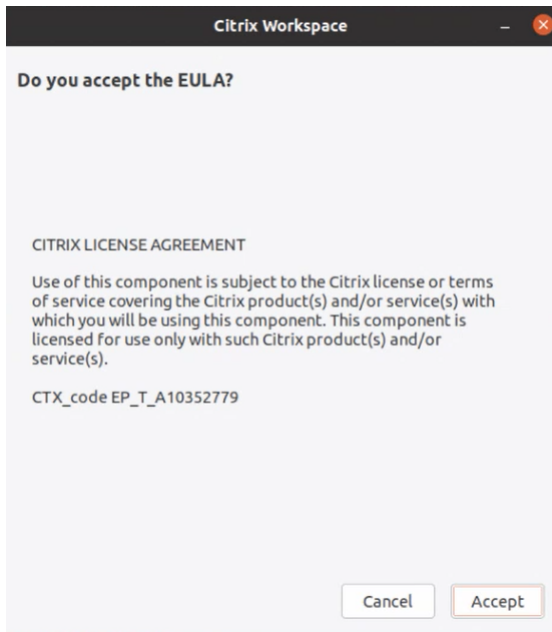 Citrix Workspace
Do you accept the EULA?
CITRIX LICENSE AGREEMENT
Use of this component is subject to the Citrix license or terms
of service covering the Citrix product(s) and/or service(s) with
which you will be using this component. This component is
licensed for use only with such Citrix product(s) and/or
service(s).
CTX_code EP_T_A10352779
Cancel
Accept